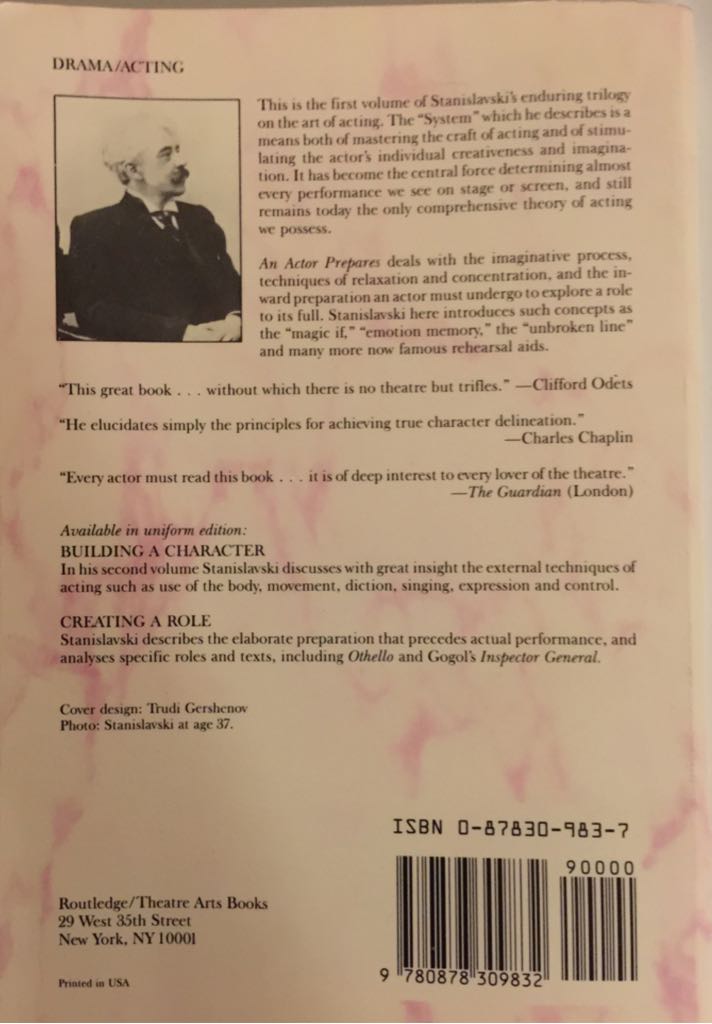 DRAMA/ACTING
This is the first volume of Stanislavski's enduring trilogy
on the art of acting. The “System” which he describes is a
means both of mastering the craft of acting and of stimu-
lating the actor's individual creativeness and imagina-
tion. It has become the central force determining almost
every performance we see on stage or screen, and still
remains today the only comprehensive theory of acting
we possess.
An Actor Prepares deals with the imaginative process,
techniques of relaxation and concentration, and the in-
ward preparation an actor must undergo to explore a role
to its full. Stanislavski here introduces such concepts as
the “magic if,” “emotion memory,” the “unbroken line”
and many more now famous rehearsal aids.
“This great book . . . without which there is no theatre but trifles.” —Clifford Odets
“He elucidates simply the principles for achieving true character delineation.”
—Charles Chaplin
“Every actor must read this book . . . it is of deep interest to every lover of the theatre.”
—The Guardian (London)
Available in uniform edition:
BUILDING A CHARACTER
In his second volume Stanislavski discusses with great insight the external techniques of
acting such as use of the body, movement, diction, singing, expression and control.
CREATING A ROLE
Stanislavski describes the elaborate preparation that precedes actual performance, and
analyses specific roles and texts, including Othello and Gogol's Inspector General.
Cover design: Trudi Gershenov
Photo: Stanislavski at age 37.
ISBN 0-87830-983-7
90000
9 780878 309832
Routledge/Theatre Arts Books
29 West 35th Street
New York, NY 10001
Printed in USA